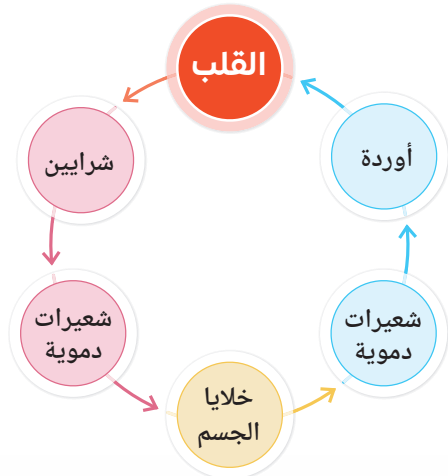 القلب
شرايين
شعيرات
دموية
خلايا
الجسم
شعيرات
دموية
أوردة